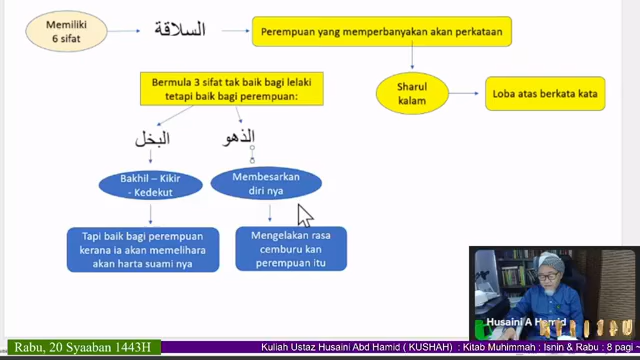 Memiliki
6 sifat
السلاقة
Perempuan yang memperbanyakan akan perkataan
Sharul
kalam
Loba atas berkata kata
Bermula 3 sifat tak baik bagi lelaki
tetapi baik bagi perempuan:
البخل
الذهو
Bakhil – Kikir
- Kedekut
Membesarkan
diri nya
Tapi baik bagi perempuan
kerana ia akan memelihara
akan harta suami nya
Mengelakan rasa
cemburu kan
perempuan itu
Husaini A Hamid
Rabu, 20 Syaaban 1443H
Kuliah Ustaz Husaini Abd Hamid ( KUSHAH) : Kitab Muhimmah : Isnin & Rabu : 8 pagi -